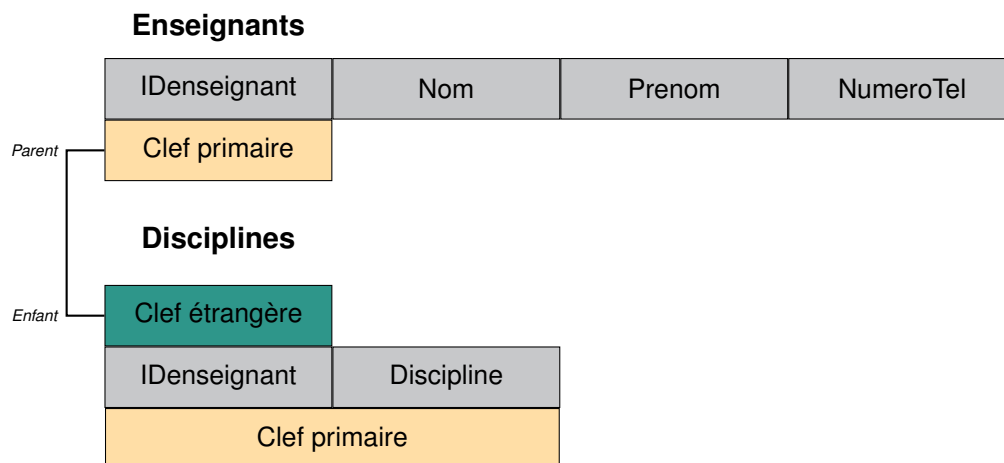 Enseignants
IDenseignant Nom Prenom NumeroTel
Parent Clef primaire
Disciplines
Enfant Clef étrangère
IDenseignant Discipline
Clef primaire